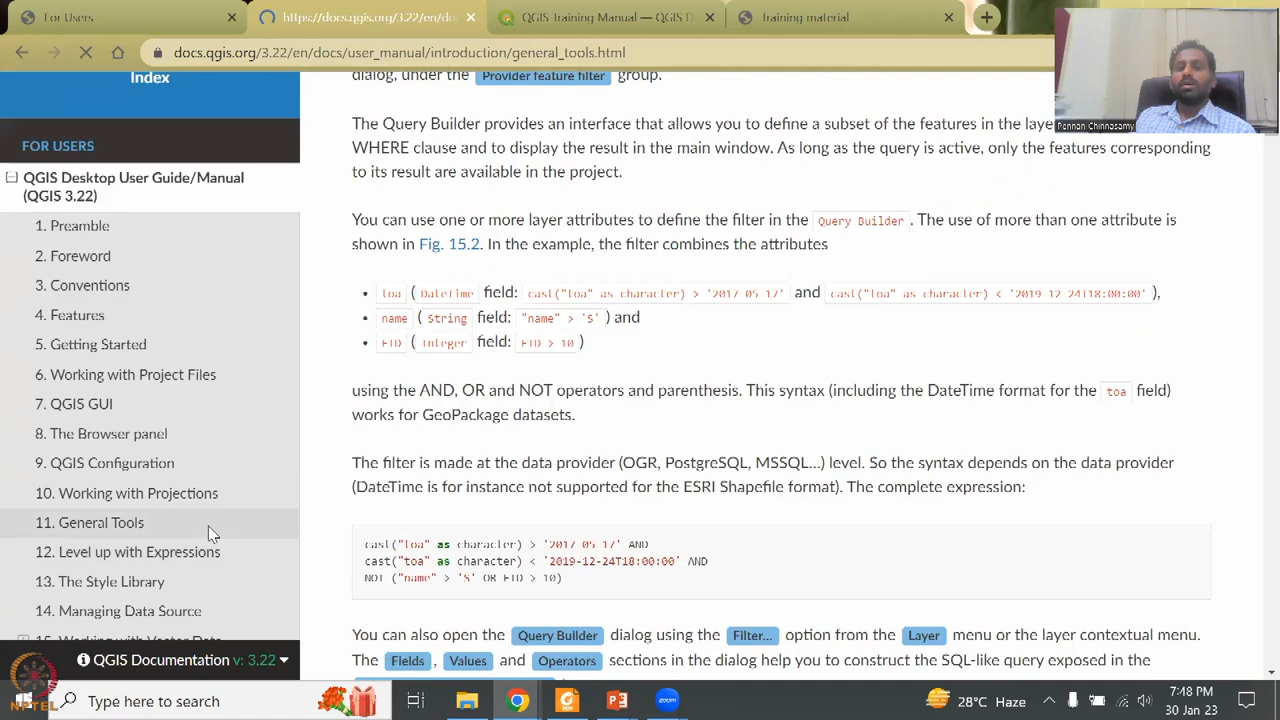 For Users
https://docs.qgis.org/3.22/en/do
QGIS Training Manual — QGIS D
Training material
docs.qgis.org/3.22/en/docs/user_manual/introduction/general_tools.html
Index
dialog, under the Provider feature filter group.
Pennan Chinnasamy
FOR USERS
The Query Builder provides an interface that allows you to define a subset of the features in the layer
WHERE clause and to display the result in the main window. As long as the query is active, only the features corresponding
to its result are available in the project.
QGIS Desktop User Guide/Manual
(QGIS 3.22)
1. Preamble
2. Foreword
3. Conventions
4. Features
5. Getting Started
6. Working with Project Files
7. QGIS GUI
8. The Browser panel
9. QGIS Configuration
10. Working with Projections
11. General Tools
12. Level up with Expressions
13. The Style Library
14. Managing Data Source
15. Working with Vector Data
You can use one or more layer attributes to define the filter in the Query Builder. The use of more than one attribute is
shown in Fig. 15.2. In the example, the filter combines the attributes
• toa (DateTime field: cast("toa" as character) > '2017-05-17' and cast("toa" as character) < '2019-12-24T18:00:00'),
• name (String field: "name" > 'S') and
• FID (Integer field: FID > 10)
using the AND, OR and NOT operators and parenthesis. This syntax (including the DateTime format for the toa field)
works for GeoPackage datasets.
The filter is made at the data provider (OGR, PostgreSQL, MSSQL...) level. So the syntax depends on the data provider
(DateTime is for instance not supported for the ESRI Shapefile format). The complete expression:
cast("toa" as character) > '2017-05-17' AND
cast("toa" as character) < '2019-12-24T18:00:00' AND
NOT ("name" > 'S' OR FID > 10)
You can also open the Query Builder dialog using the Filter... option from the Layer menu or the layer contextual menu.
The Fields, Values and Operators sections in the dialog help you to construct the SQL-like query exposed in the
QGIS Documentation v: 3.22
NPTEL
Type here to search
28°C Haze
7:48 PM
30 Jan 23